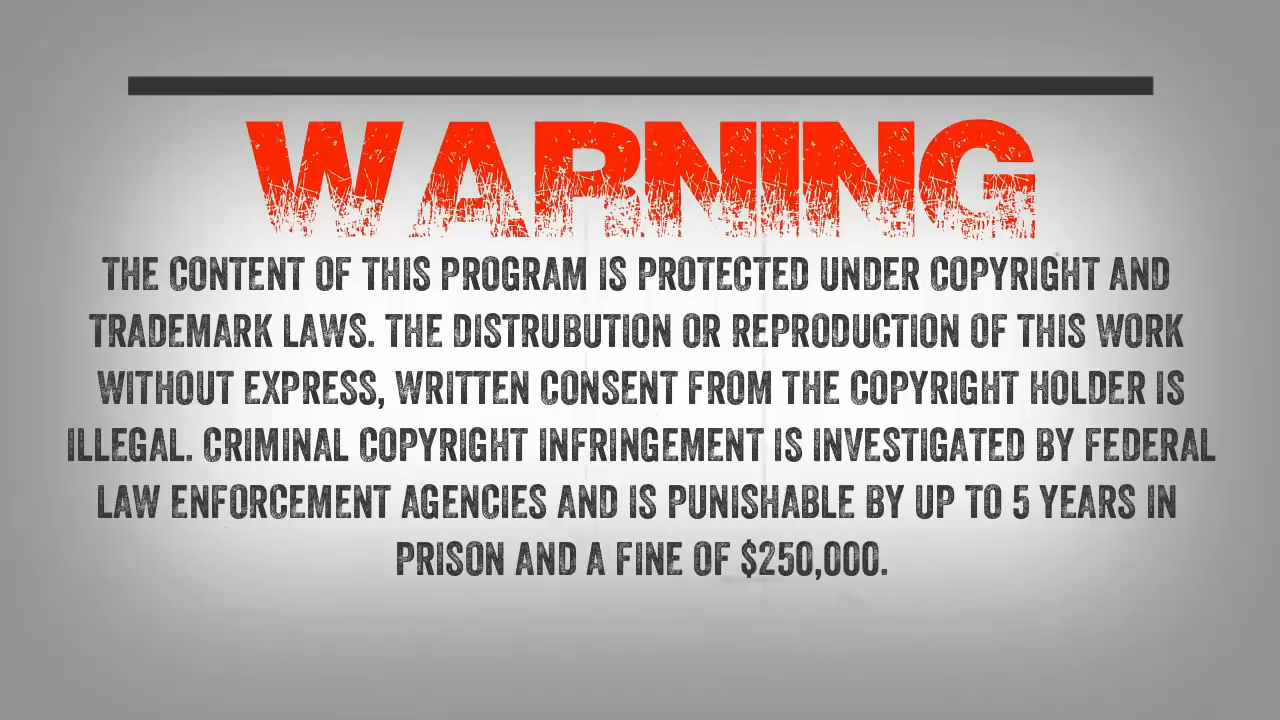 WARNING
THE CONTENT OF THIS PROGRAM IS PROTECTED UNDER COPYRIGHT AND
TRADEMARK LAWS. THE DISTRUBUTION OR REPRODUCTION OF THIS WORK
WITHOUT EXPRESS, WRITTEN CONSENT FROM THE COPYRIGHT HOLDER IS
ILLEGAL. CRIMINAL COPYRIGHT INFRINGEMENT IS INVESTIGATED BY FEDERAL
LAW ENFORCEMENT AGENCIES AND IS PUNISHABLE BY UP TO 5 YEARS IN
PRISON AND A FINE OF $250,000.